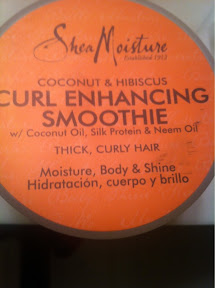 SheaMoisture
Established 1912
COCONUT & HIBISCUS
CURL ENHANCING
SMOOTHIE
w/ Coconut Oil, Silk Protein & Neem Oil
THICK, CURLY HAIR
Moisture, Body & Shine
Hidratación, cuerpo y brillo